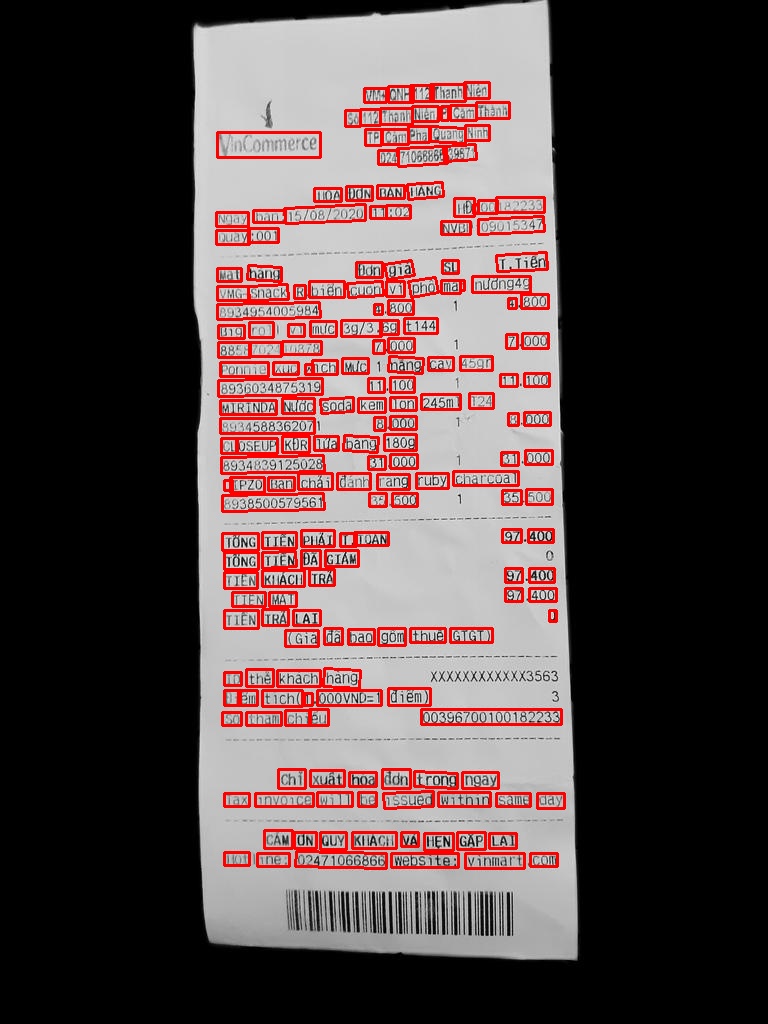 VinCommerce
VM+ QNH 112 Thanh Niên
Số 112 Thanh Niên P Cẩm Thành
TP Cẩm Phả Quảng Ninh
02471066866 39671
HÓA ĐƠN BÁN HÀNG
Ngày bán: 15/08/2020 11:02 HĐ: 00182233
Quầy:001 NVBH: 09015347
Mặt hàng Đơn giá SL T.Tiền
VMG-Snack R.biển cuộn vị phô mai nướng4g
8934954005984 4.800 1 4.800
Big roll vị mực 3g/3.6g t144
8858702410878 7.000 1 7.000
Ponnie Xúc xích Mực 1 nắng cay 45gr
8936034875319 11.100 1 11.100
MIRINDA Nước soda kem lon 245ml T24
8934588362071 8.000 1 8.000
CLOSEUP KĐR lửa băng 180g
8934839125028 31.000 1 31.000
Bàn chải đánh răng ruby charcoal
8938500579561 35.500 1 35.500
TỔNG TIỀN PHẢI T.TOÁN 97.400
TỔNG TIỀN ĐÃ GIẢM 0
TIỀN KHÁCH TRẢ 97.400
TIỀN MẶT 97.400
TIỀN TRẢ LẠI 0
(Giá đã bao gồm thuế GTGT)
ID thẻ khách hàng XXXXXXXXXXXX3563
Điểm tích(1.000VND=1 điểm) 3
Số tham chiếu 00396700100182233
Chỉ xuất hóa đơn trong ngày
Tax invoice will be issued within same day
CẢM ƠN QUÝ KHÁCH VÀ HẸN GẶP LẠI
Hotline: 02471066866 Website: vinmart.com